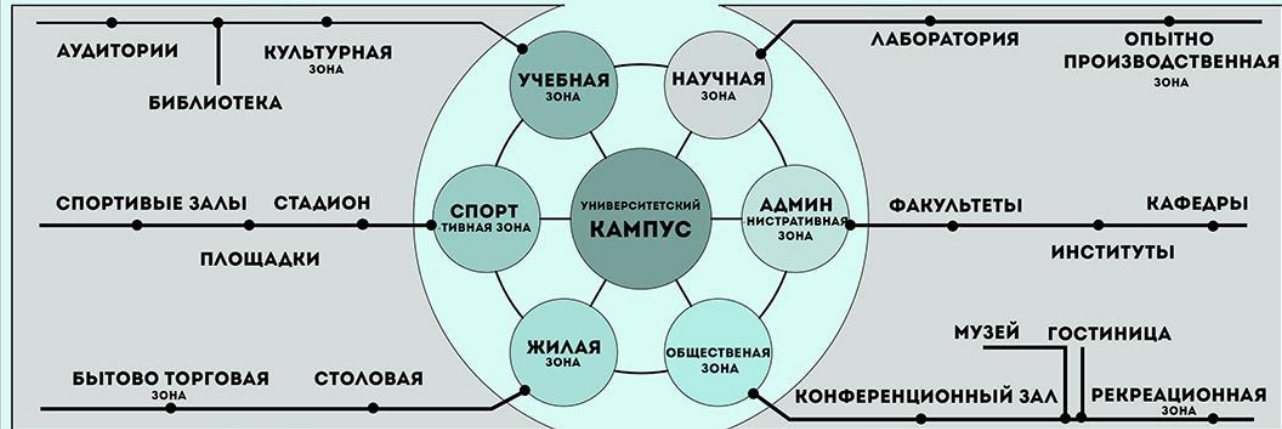 АУДИТОРИИ
БИБЛИОТЕКА
КУЛЬТУРНАЯ
ЗОНА
УЧЕБНАЯ
ЗОНА
НАУЧНАЯ
ЗОНА
ЛАБОРАТОРИЯ
ОПЫТНО
ПРОИЗВОДСТВЕННАЯ
ЗОНА
СПОРТИВЫЕ ЗАЛЫ
ПЛОЩАДКИ
СТАДИОН
СПОРТ
ТИВНАЯ ЗОНА
УНИВЕРСИТЕТСКИЙ
КАМПУС
АДМИН
НИСТРАТИВНАЯ
ЗОНА
ФАКУЛЬТЕТЫ
ИНСТИТУТЫ
КАФЕДРЫ
БЫТОВО ТОРГОВАЯ
ЗОНА
СТОЛОВАЯ
ЖИЛАЯ
ЗОНА
ОБЩЕСТВЕНАЯ
ЗОНА
МУЗЕЙ
ГОСТИНИЦА
КОНФЕРЕНЦИОННЫЙ ЗАЛ
РЕКРЕАЦИОННАЯ
ЗОНА